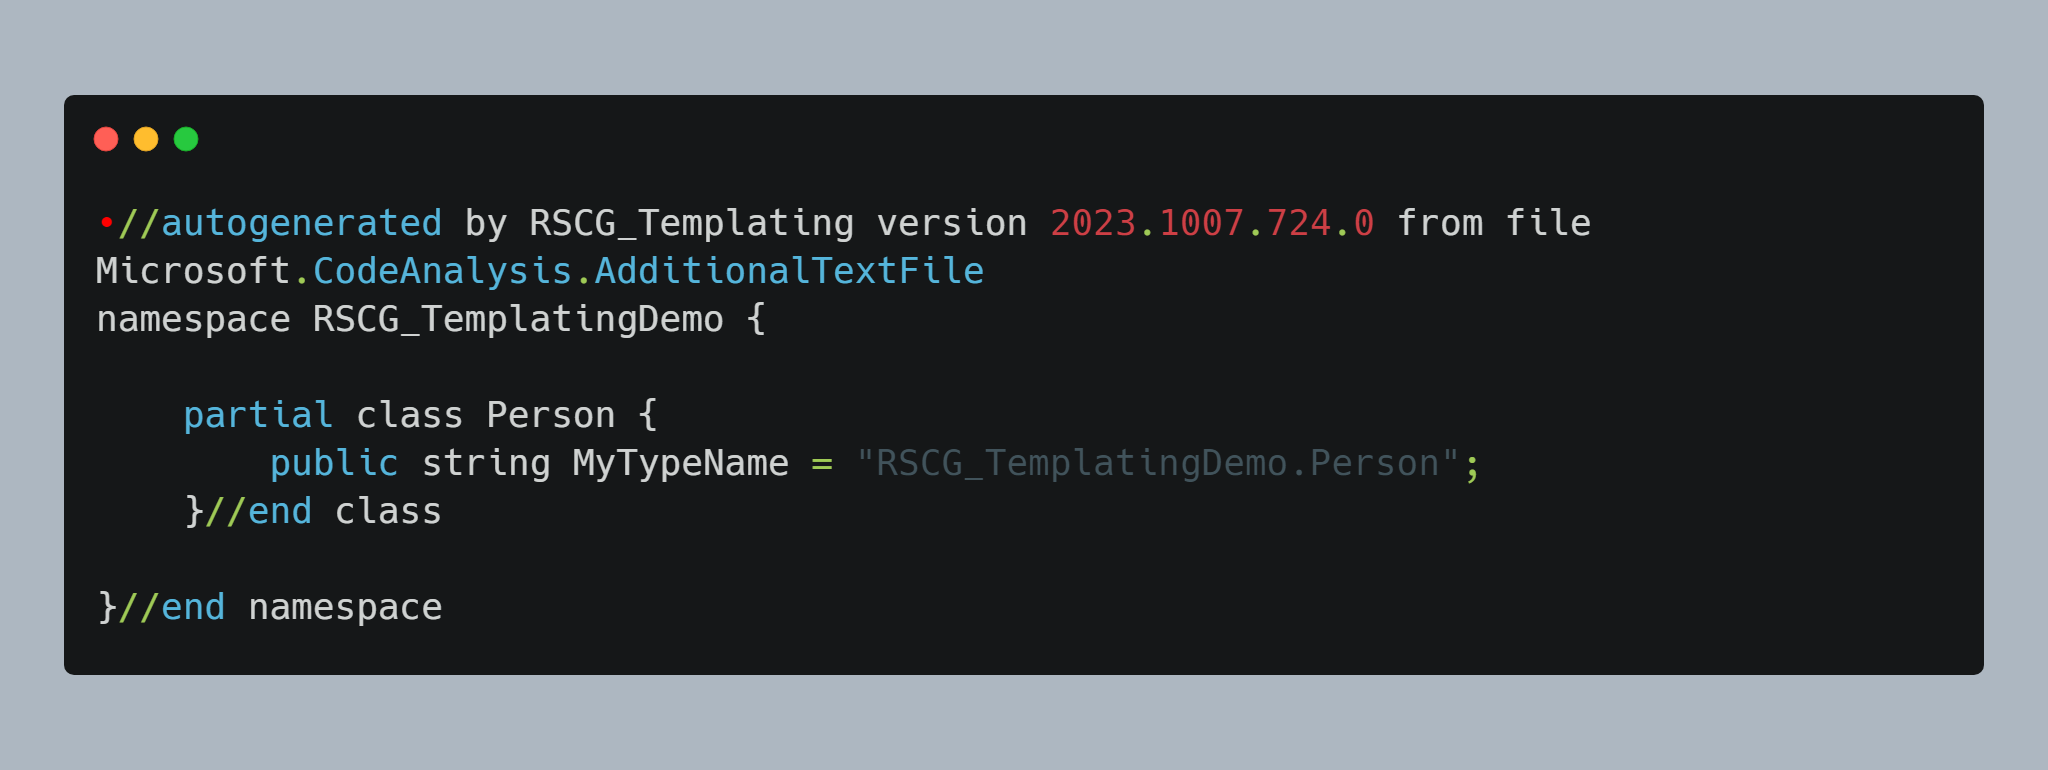 •//autogenerated by RSCG_Templating version 2023.1007.724.0 from file
Microsoft.CodeAnalysis.AdditionalTextFile
namespace RSCG_TemplatingDemo {
    partial class Person {
        public string MyTypeName = "RSCG_TemplatingDemo.Person";
    }//end class
}//end namespace